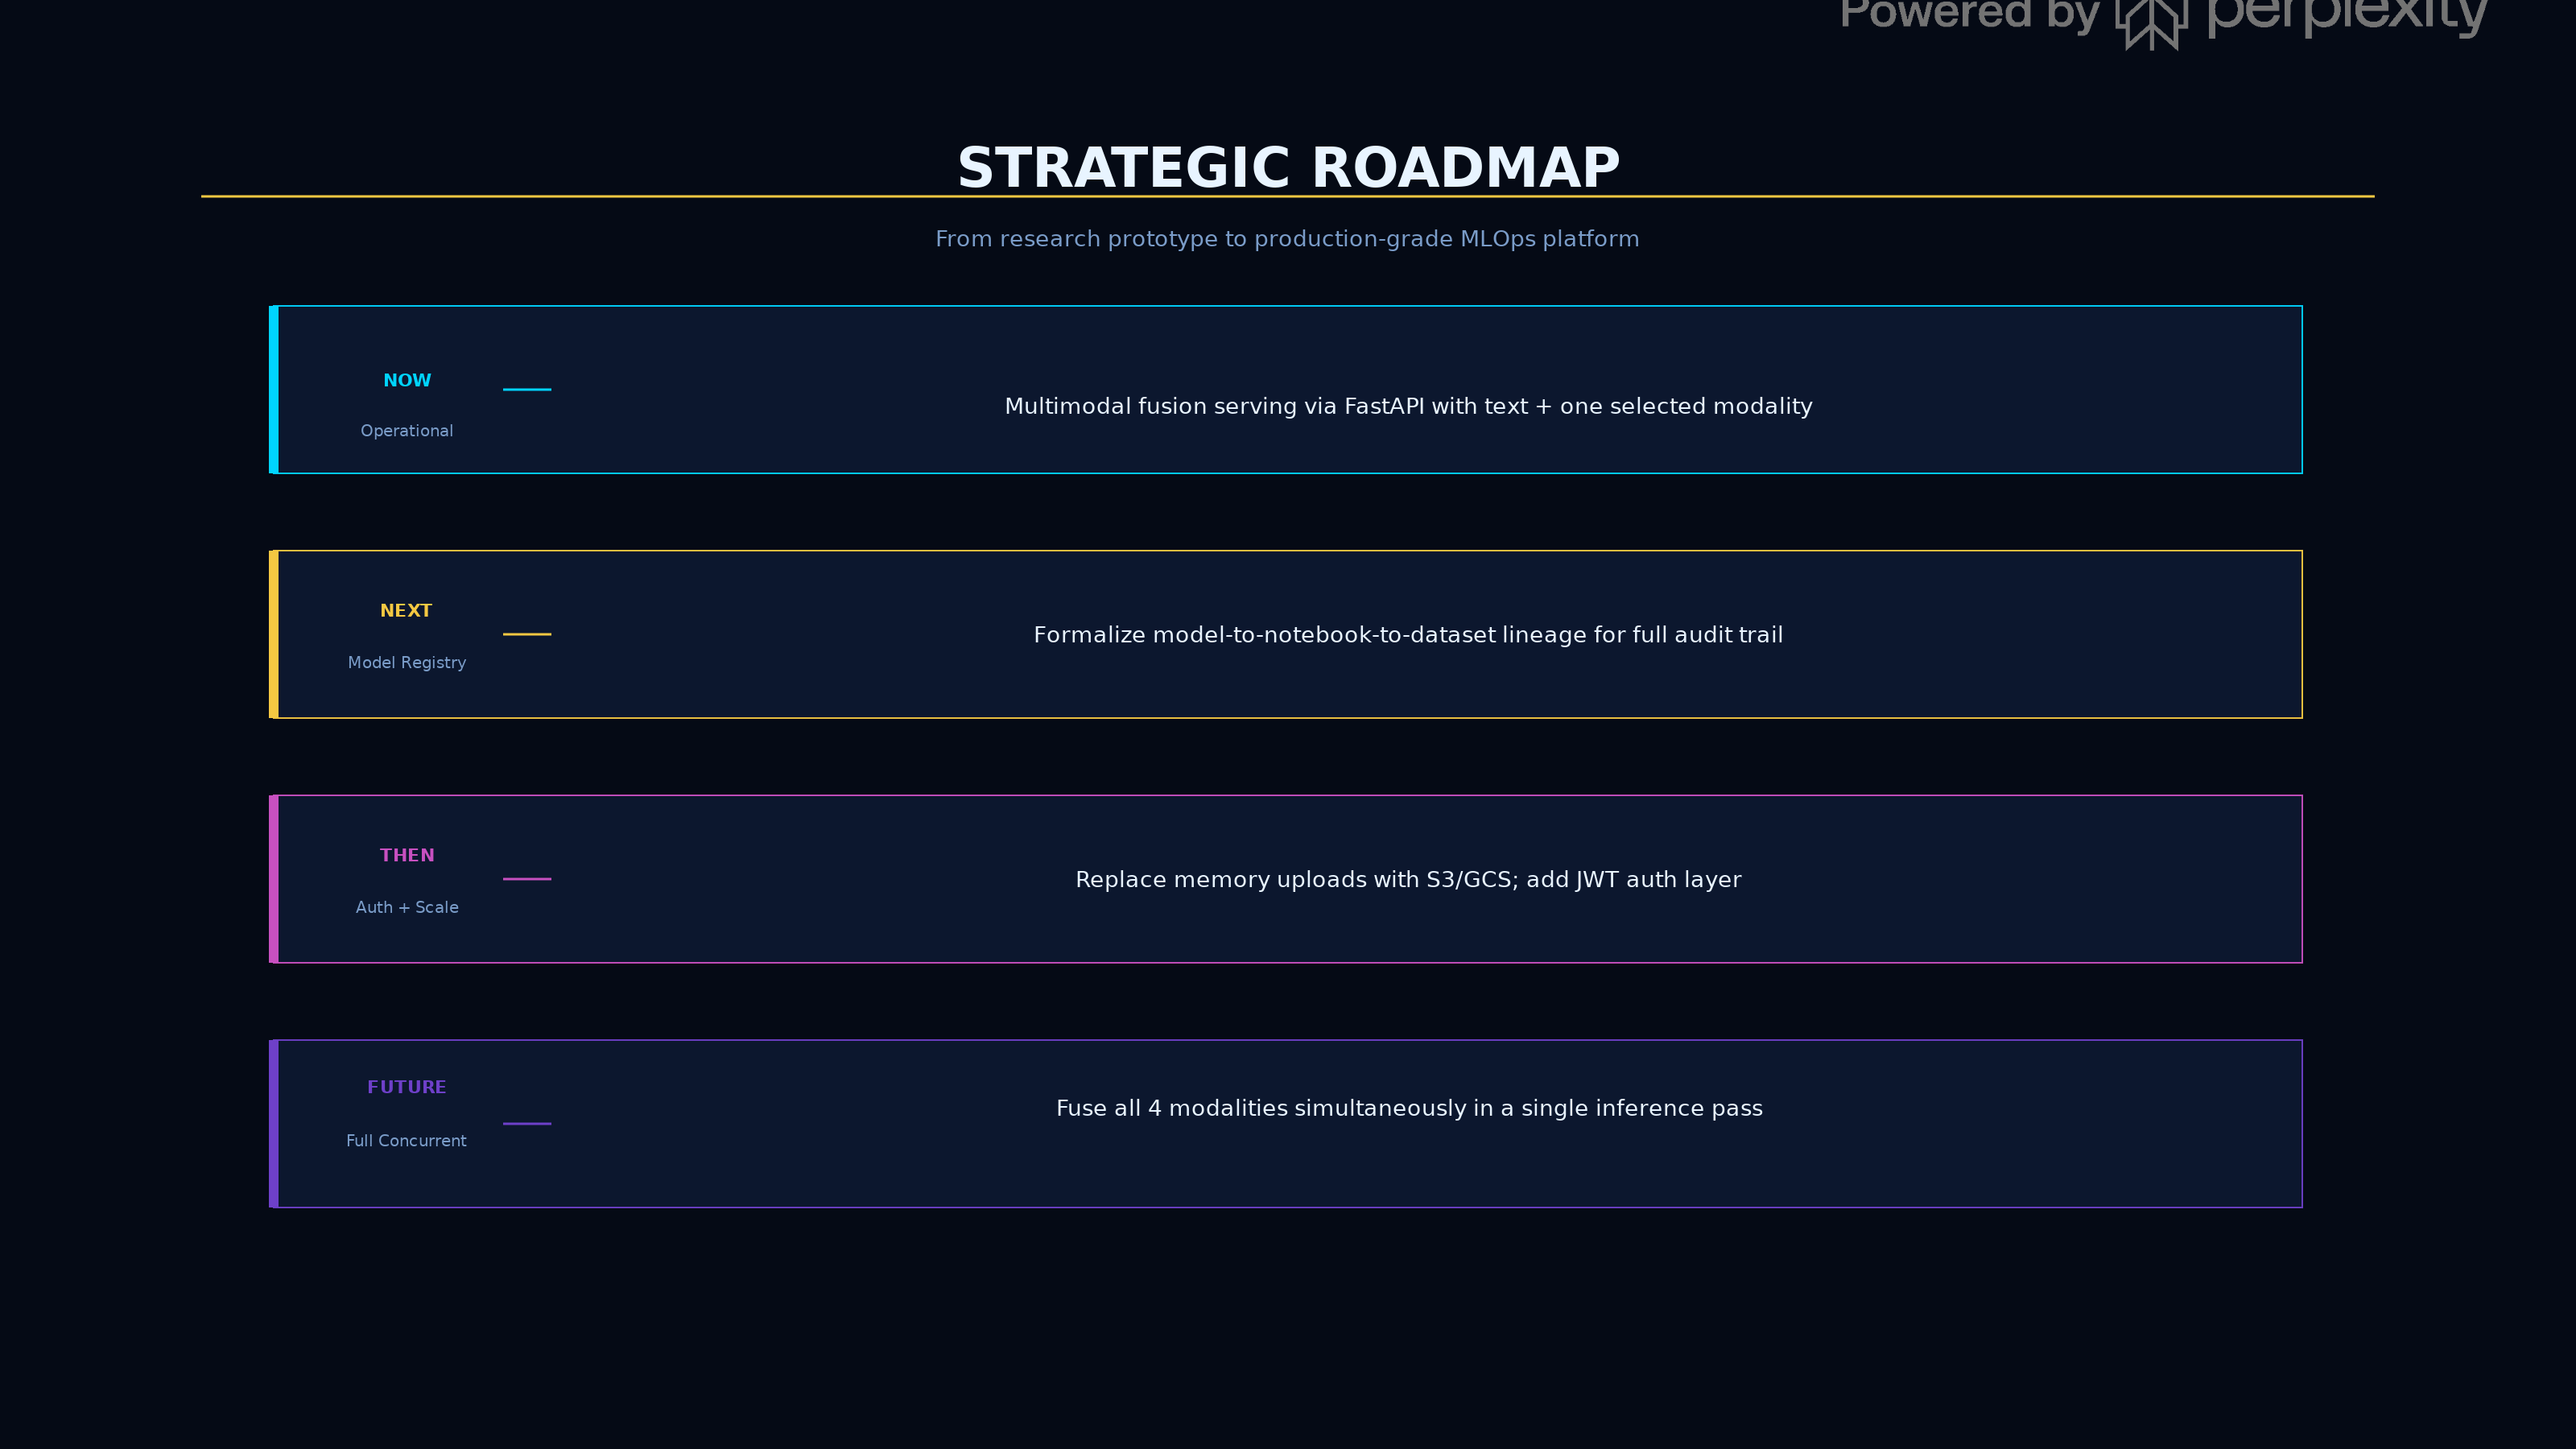 Powered by perplexity
STRATEGIC ROADMAP
From research prototype to production-grade MLOps platform
NOW
Operational
Multimodal fusion serving via FastAPI with text + one selected modality
NEXT
Model Registry
Formalize model-to-notebook-to-dataset lineage for full audit trail
THEN
Auth + Scale
Replace memory uploads with S3/GCS; add JWT auth layer
FUTURE
Full Concurrent
Fuse all 4 modalities simultaneously in a single inference pass